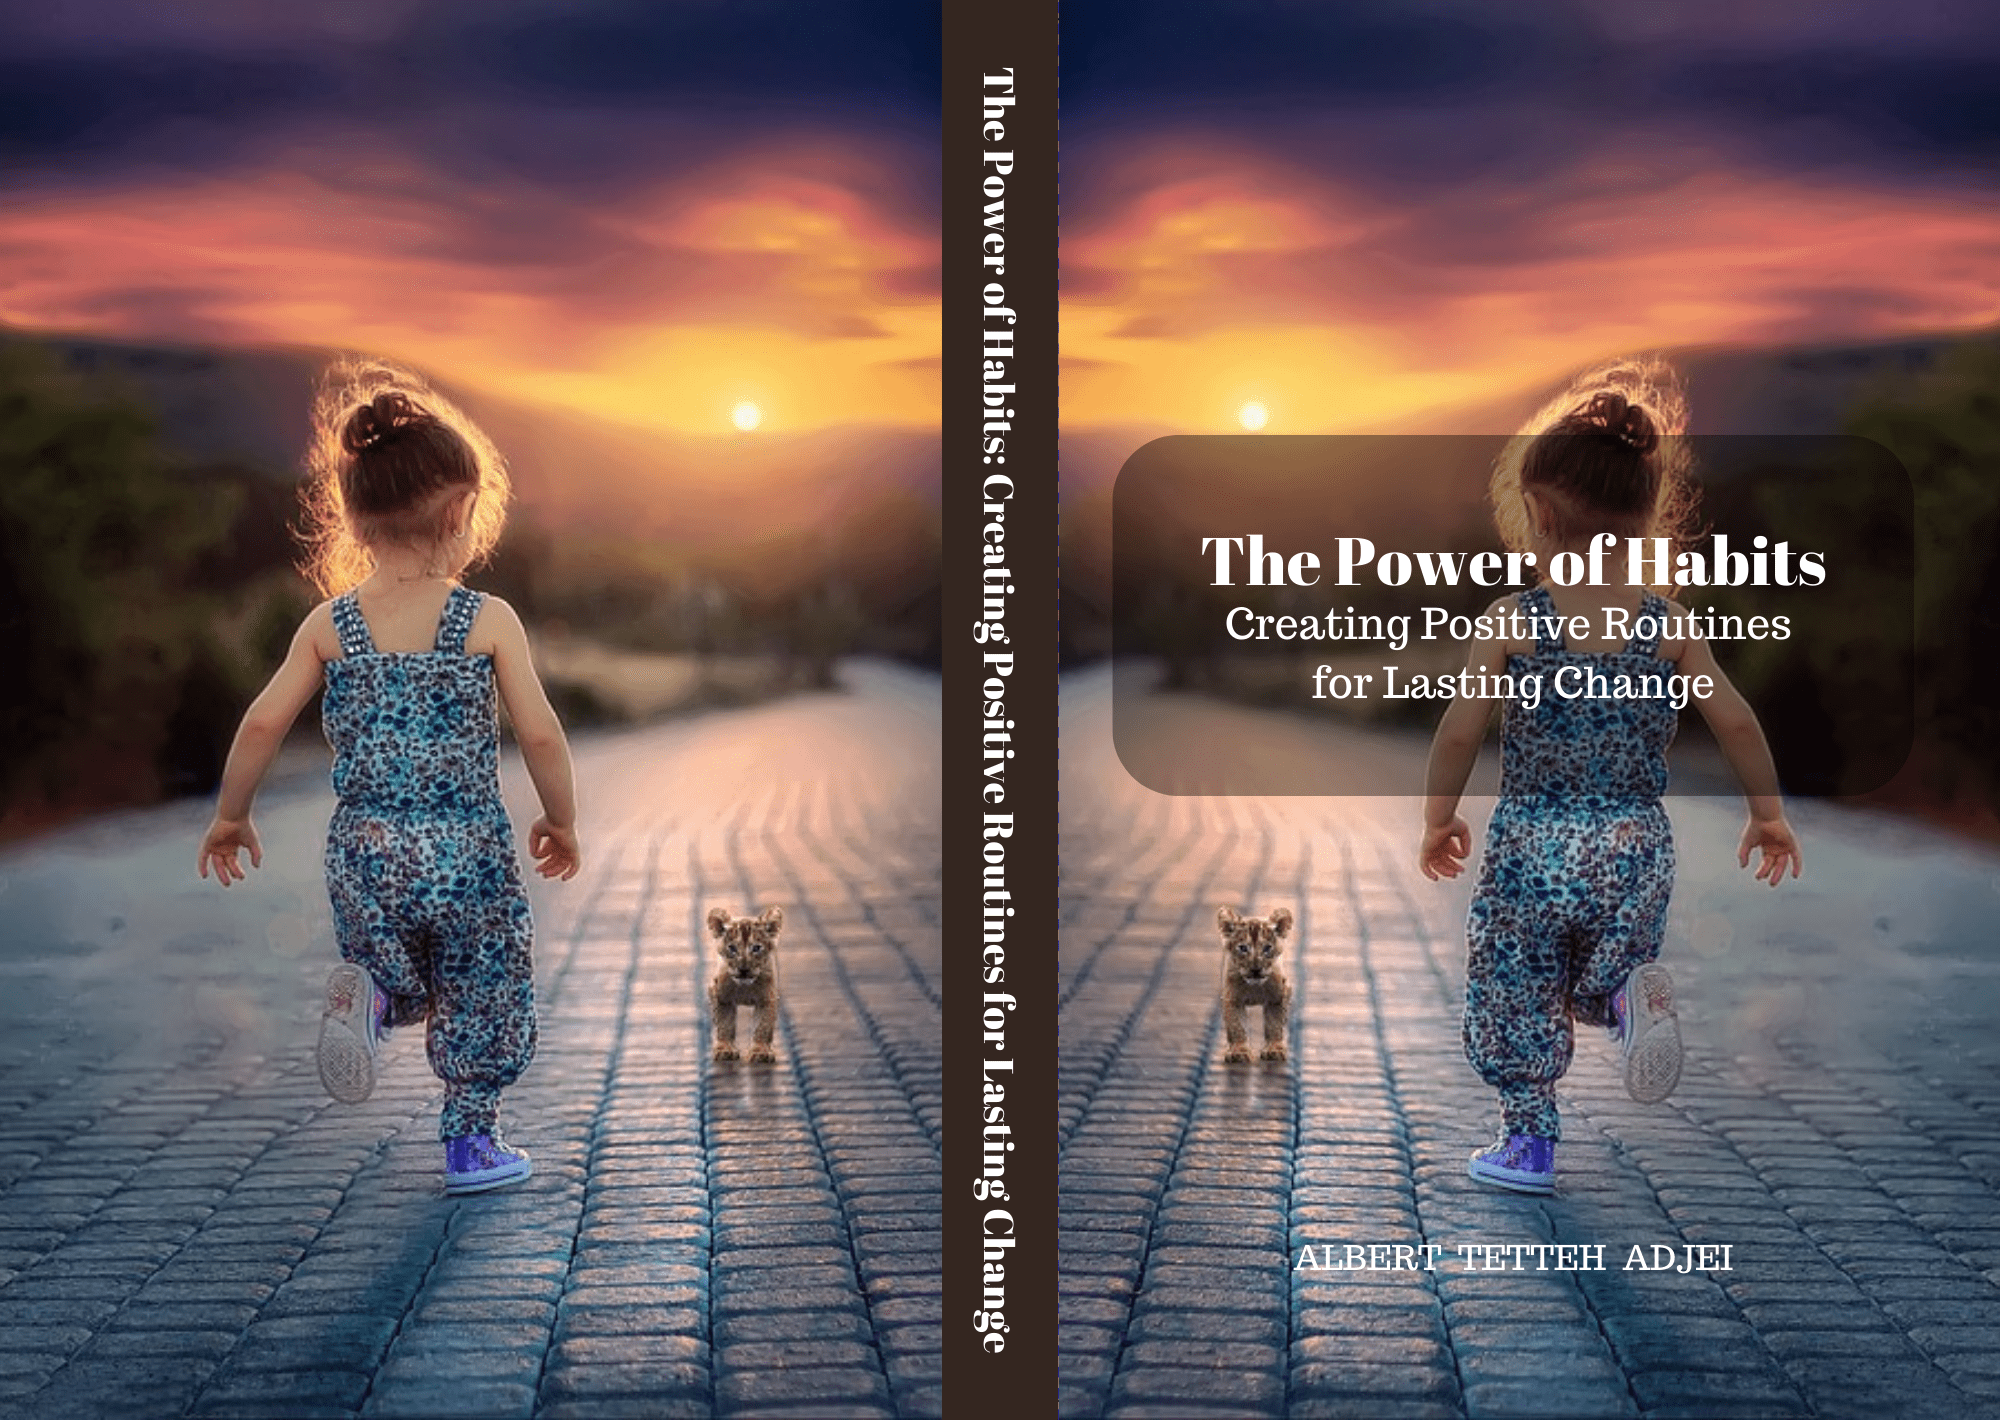 The Power of Habits: Creating Positive Routines for Lasting Change
The Power of Habits
Creating Positive Routines
for Lasting Change
ALBERT TETTEH ADJEI